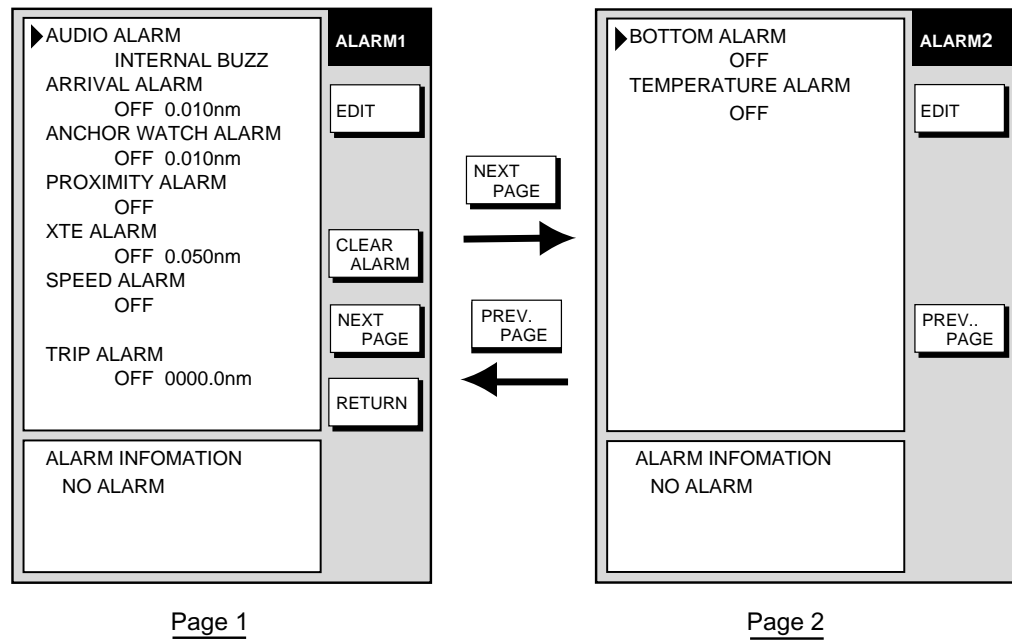 AUDIO ALARM
INTERNAL BUZZ
ARRIVAL ALARM
OFF 0.010nm
ANCHOR WATCH ALARM
OFF 0.010nm
PROXIMITY ALARM
OFF
XTE ALARM
OFF 0.050nm
SPEED ALARM
OFF
TRIP ALARM
OFF 0000.0nm
ALARM INFOMATION
NO ALARM
ALARM1
EDIT
CLEAR
ALARM
NEXT
PAGE
RETURN
Page 1
NEXT
PAGE
PREV.
PAGE
BOTTOM ALARM
OFF
TEMPERATURE ALARM
OFF
ALARM INFOMATION
NO ALARM
ALARM2
EDIT
PREV..
PAGE
Page 2